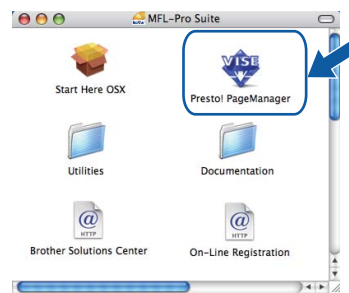 MFL-Pro Suite
Start Here OSX
VISE
Presto! PageManager
Utilities
Documentation
@
HTTP
Brother Solutions Center
@
HTTP
On-Line Registration